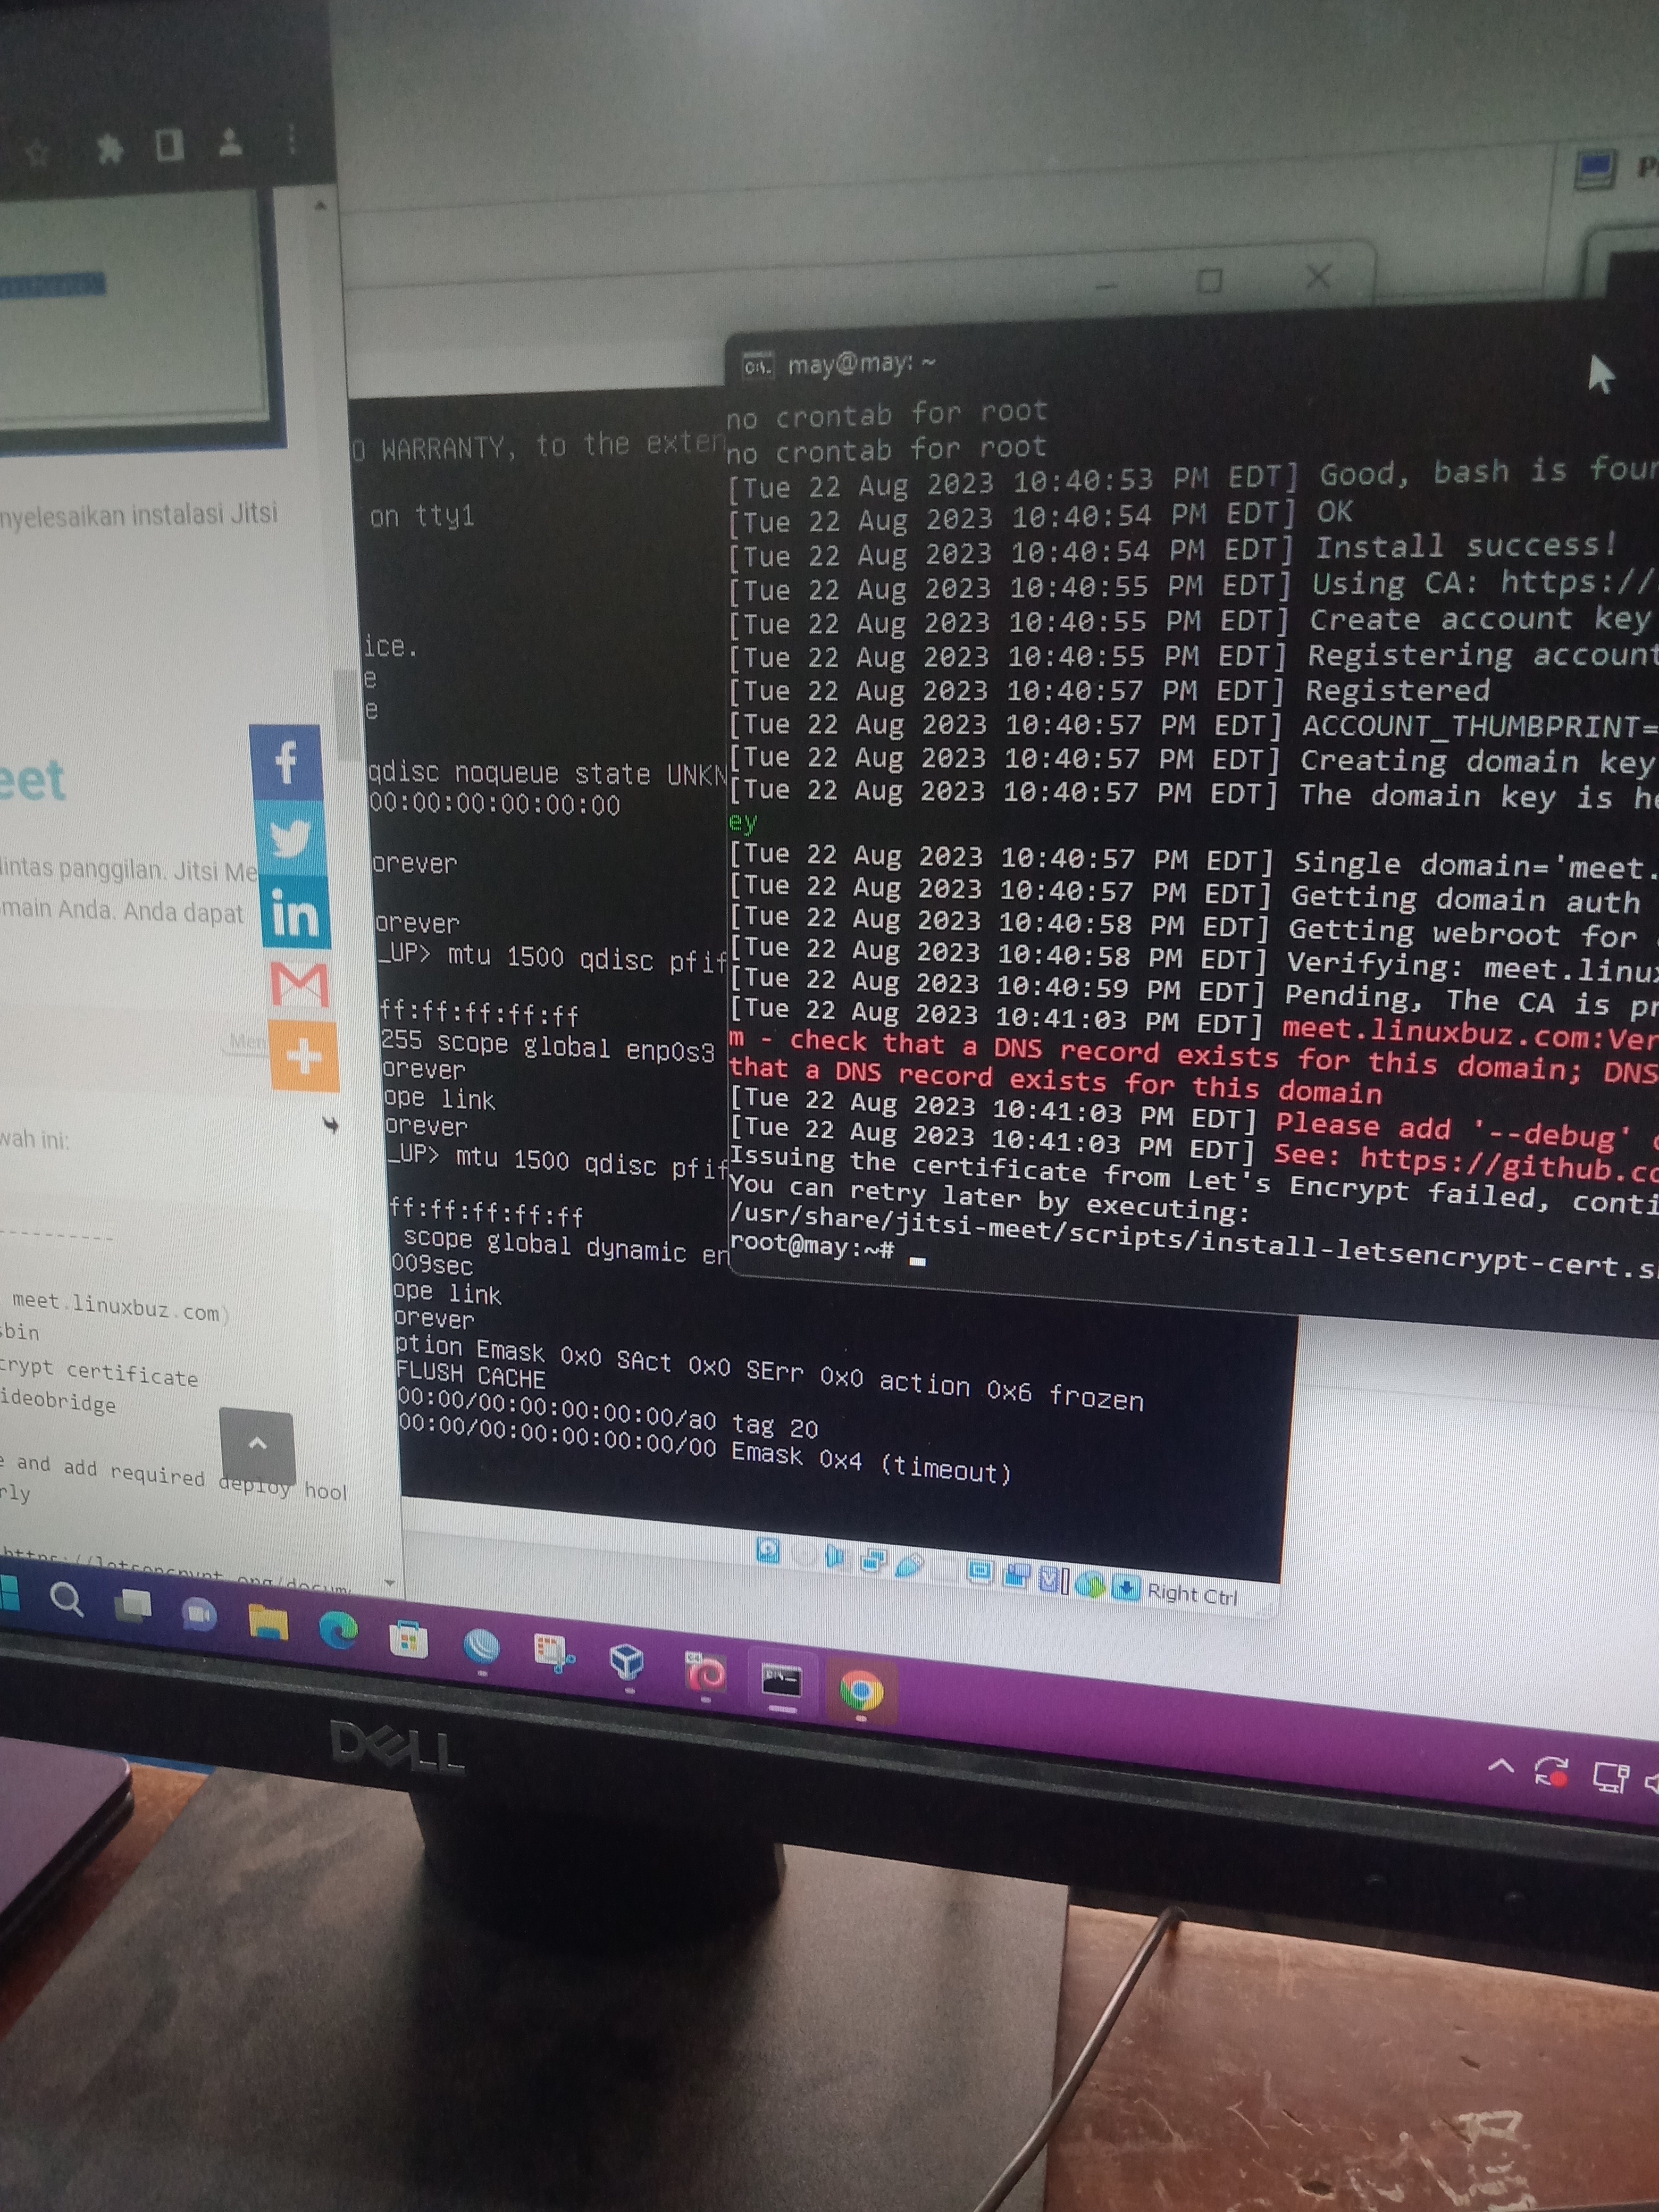 nyelesaikan instalasi Jitsi
eet
lintas panggilan. Jitsi Me
main Anda. Anda dapat
Men
wah ini:
----------
meet.linuxbuz.com)
sbin
crypt certificate
ideobridge
e and add required deploy hool
rly
https://letsencrypt.org/docum
f
in
O WARRANTY, to the exten
on tty1
ice.
e
e
qdisc noqueue state UNKN
00:00:00:00:00:00
orever
orever
_UP> mtu 1500 qdisc pfif
ff:ff:ff:ff:ff
255 scope global enp0s3
orever
ope link
orever
_UP> mtu 1500 qdisc pfif
ff:ff:ff:ff:ff
scope global dynamic en
009sec
ope link
orever
ption Emask 0x0 SAct 0x0 SErr 0x0 action 0x6 frozen
FLUSH CACHE
00:00/00:00:00:00:00/a0 tag 20
00:00/00:00:00:00:00/00 Emask 0x4 (timeout)
Right Ctrl
may@may: ~
no crontab for root
no crontab for root
[Tue 22 Aug 2023 10:40:53 PM EDT] Good, bash is foun
[Tue 22 Aug 2023 10:40:54 PM EDT] OK
[Tue 22 Aug 2023 10:40:54 PM EDT] Install success!
[Tue 22 Aug 2023 10:40:55 PM EDT] Using CA: https://
[Tue 22 Aug 2023 10:40:55 PM EDT] Create account key
[Tue 22 Aug 2023 10:40:55 PM EDT] Registering account
[Tue 22 Aug 2023 10:40:57 PM EDT] Registered
[Tue 22 Aug 2023 10:40:57 PM EDT] ACCOUNT_THUMBPRINT=
[Tue 22 Aug 2023 10:40:57 PM EDT] Creating domain key
[Tue 22 Aug 2023 10:40:57 PM EDT] The domain key is he
ey
[Tue 22 Aug 2023 10:40:57 PM EDT] Single domain='meet.
[Tue 22 Aug 2023 10:40:57 PM EDT] Getting domain auth
[Tue 22 Aug 2023 10:40:58 PM EDT] Getting webroot for
[Tue 22 Aug 2023 10:40:58 PM EDT] Verifying: meet.linux
[Tue 22 Aug 2023 10:40:59 PM EDT] Pending, The CA is pr
[Tue 22 Aug 2023 10:41:03 PM EDT] meet.linuxbuz.com:Ver
m - check that a DNS record exists for this domain; DNS
that a DNS record exists for this domain
[Tue 22 Aug 2023 10:41:03 PM EDT] Please add '--debug'
[Tue 22 Aug 2023 10:41:03 PM EDT] See: https://github.co
Issuing the certificate from Let's Encrypt failed, conti
You can retry later by executing:
/usr/share/jitsi-meet/scripts/install-letsencrypt-cert.s
root@may:~#
DELL